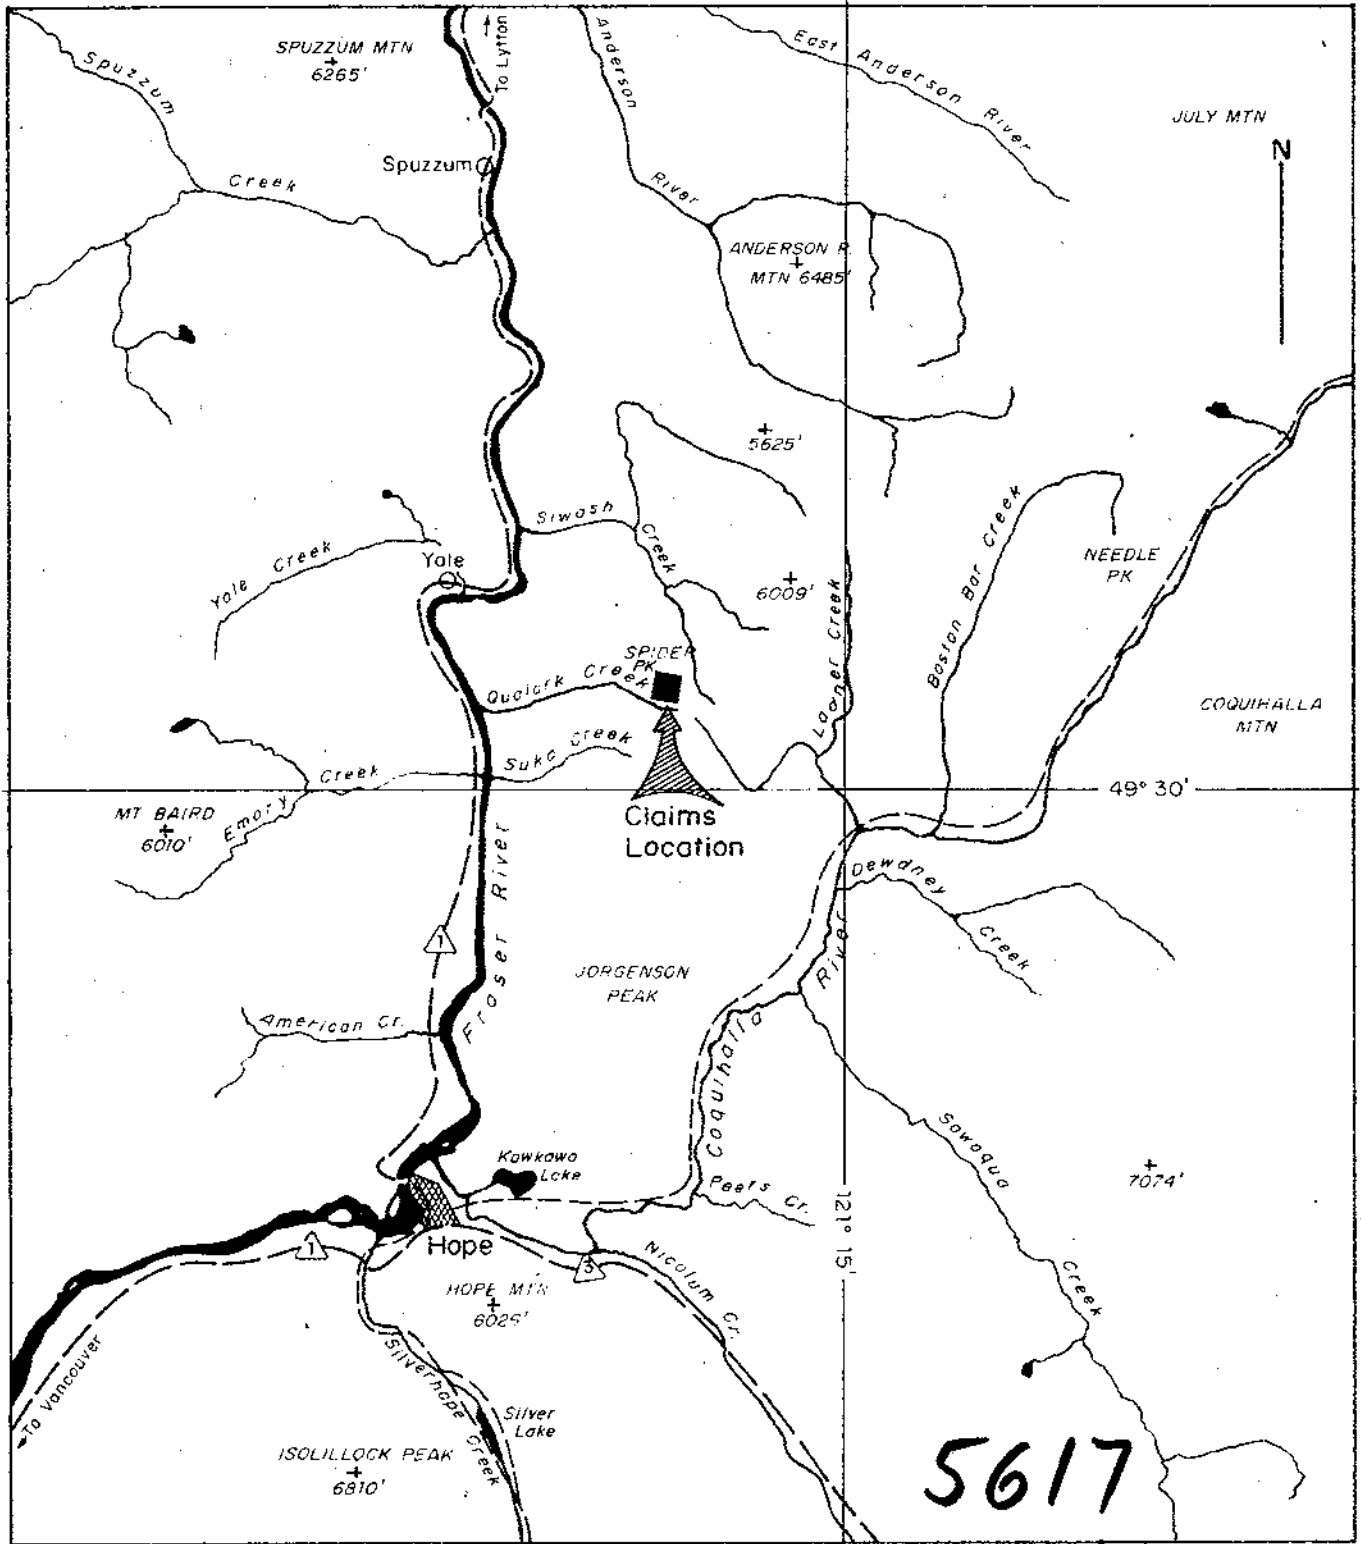 SPUZZUM MTN
6265'
To Lytton
Anderson
River
East Anderson River
JULY MTN
N
Spuzzum
Creek
Spuzzum
ANDERSON R.
MTN 6485'
5625'
Siwash
Creek
Boston Bar Creek
NEEDLE
PK
Yale Creek
Yale
6009'
Ladner Creek
SPIDER
PK
Qualark Creek
COQUIHALLA
MTN
Suka Creek
Emory
Creek
49° 30'
MT BAIRD
6010'
Claims
Location
Dewdney
Creek
Fraser River
1
JORGENSON
PEAK
American Cr.
Coquihalla
River
Sowaqua
Creek
7074'
Kawkawa
Lake
Peers Cr.
121° 15'
Hope
1
3
Nicolum Cr.
HOPE MTN
To Vancouver
Silverhope
Creek
Silver
Lake
ISOLILLOCK PEAK
6810'
5617